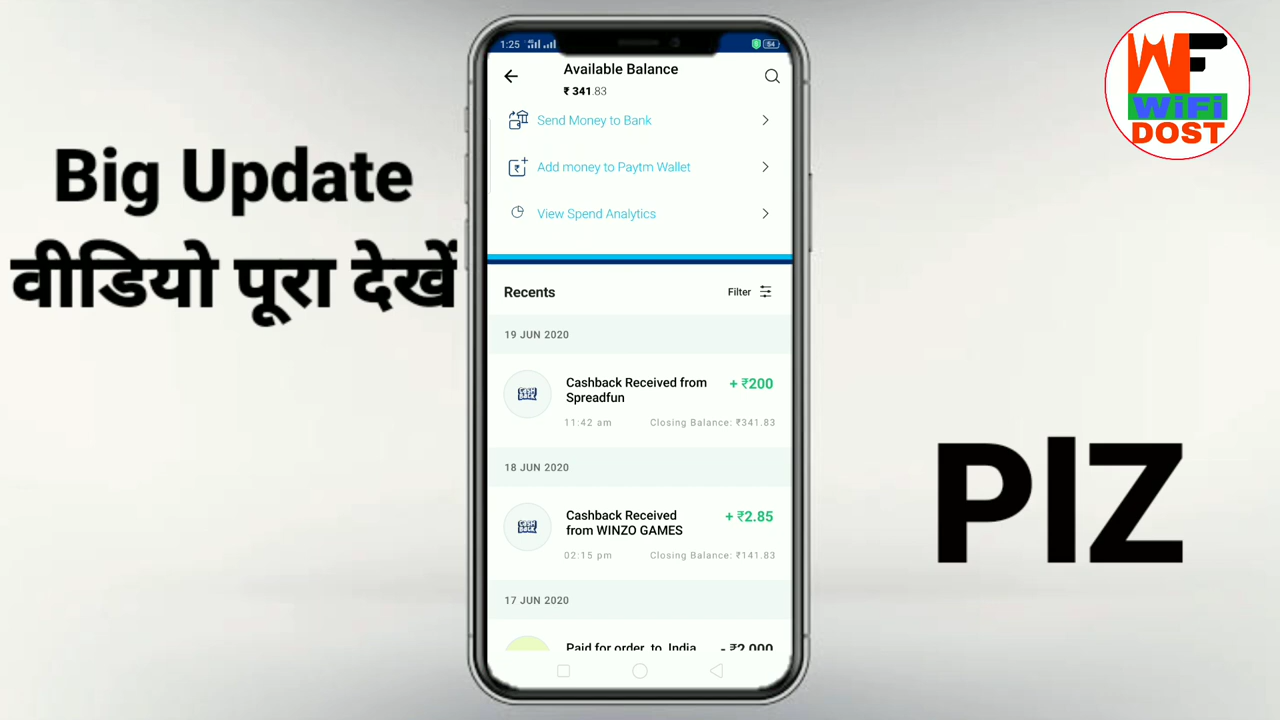 Big Update
वीडियो पूरा देखें
1:25
54
Available Balance
₹ 341.83
Send Money to Bank
Add money to Paytm Wallet
View Spend Analytics
Recents
Filter
19 JUN 2020
Cashback Received from
Spreadfun
+ ₹200
11:42 am
Closing Balance: ₹341.83
18 JUN 2020
Cashback Received
from WINZO GAMES
+ ₹2.85
02:15 pm
Closing Balance: ₹141.83
17 JUN 2020
Paid for order to India
- ₹2,000
WF
WiFi
DOST
PlZ